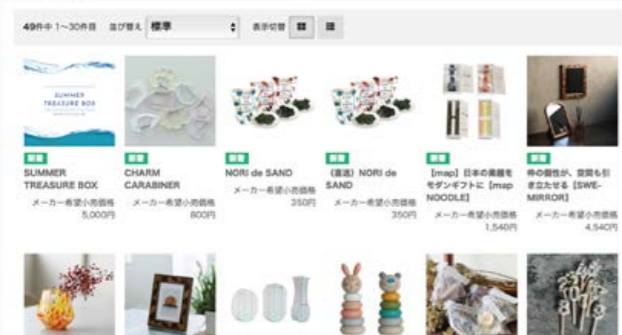 49件中 1〜30件目 並び替え 標準 表示切替
SUMMER
TREASURE BOX
新着
SUMMER
TREASURE BOX
メーカー希望小売価格
5,000円
新着
CHARM
CARABINER
メーカー希望小売価格
800円
新着
NORI de SAND
メーカー希望小売価格
350円
新着
(直送) NORI de
SAND
メーカー希望小売価格
350円
新着
【map】日本の素麺を
モダンギフトに【map
NOODLE】
メーカー希望小売価格
1,540円
新着
枠の個性が、空間も引
き立たせる【SWE-
MIRROR】
メーカー希望小売価格
4,540円